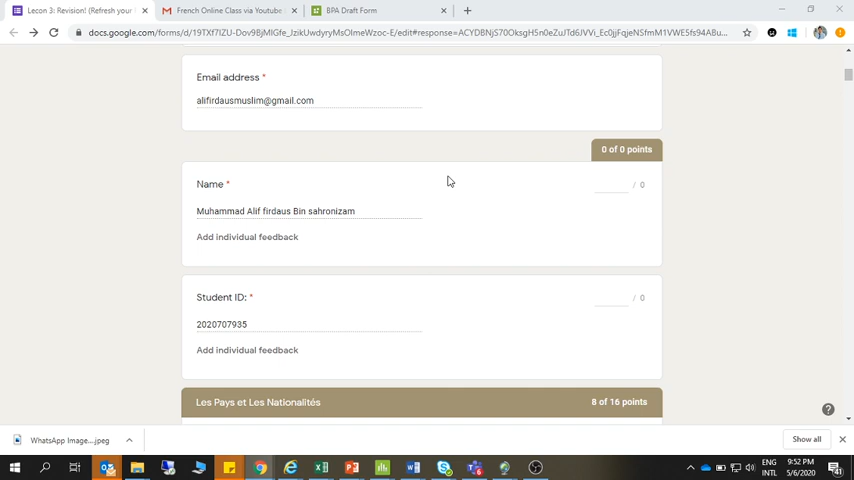 Lecon 3: Revision! (Refresh your
French Online Class via Youtube
BPA Draft Form
docs.google.com/forms/d/19TXf7IZU-Dov9BjMIGfe_JzikUwdyryMsOlmeWzoc-E/edit#response=ACYDBNjS70OksgH5n0eZuJTd6JVVi_Ec0jjFqjeNSfmM1VWE5fs94ABu...
Email address *
alifirdausmuslim@gmail.com
0 of 0 points
Name *
/ 0
Muhammad Alif firdaus Bin sahronizam
Add individual feedback
Student ID: *
/ 0
2020707935
Add individual feedback
Les Pays et Les Nationalités
8 of 16 points
WhatsApp Image....jpeg
Show all
ENG
INTL
9:52 PM
5/6/2020
41